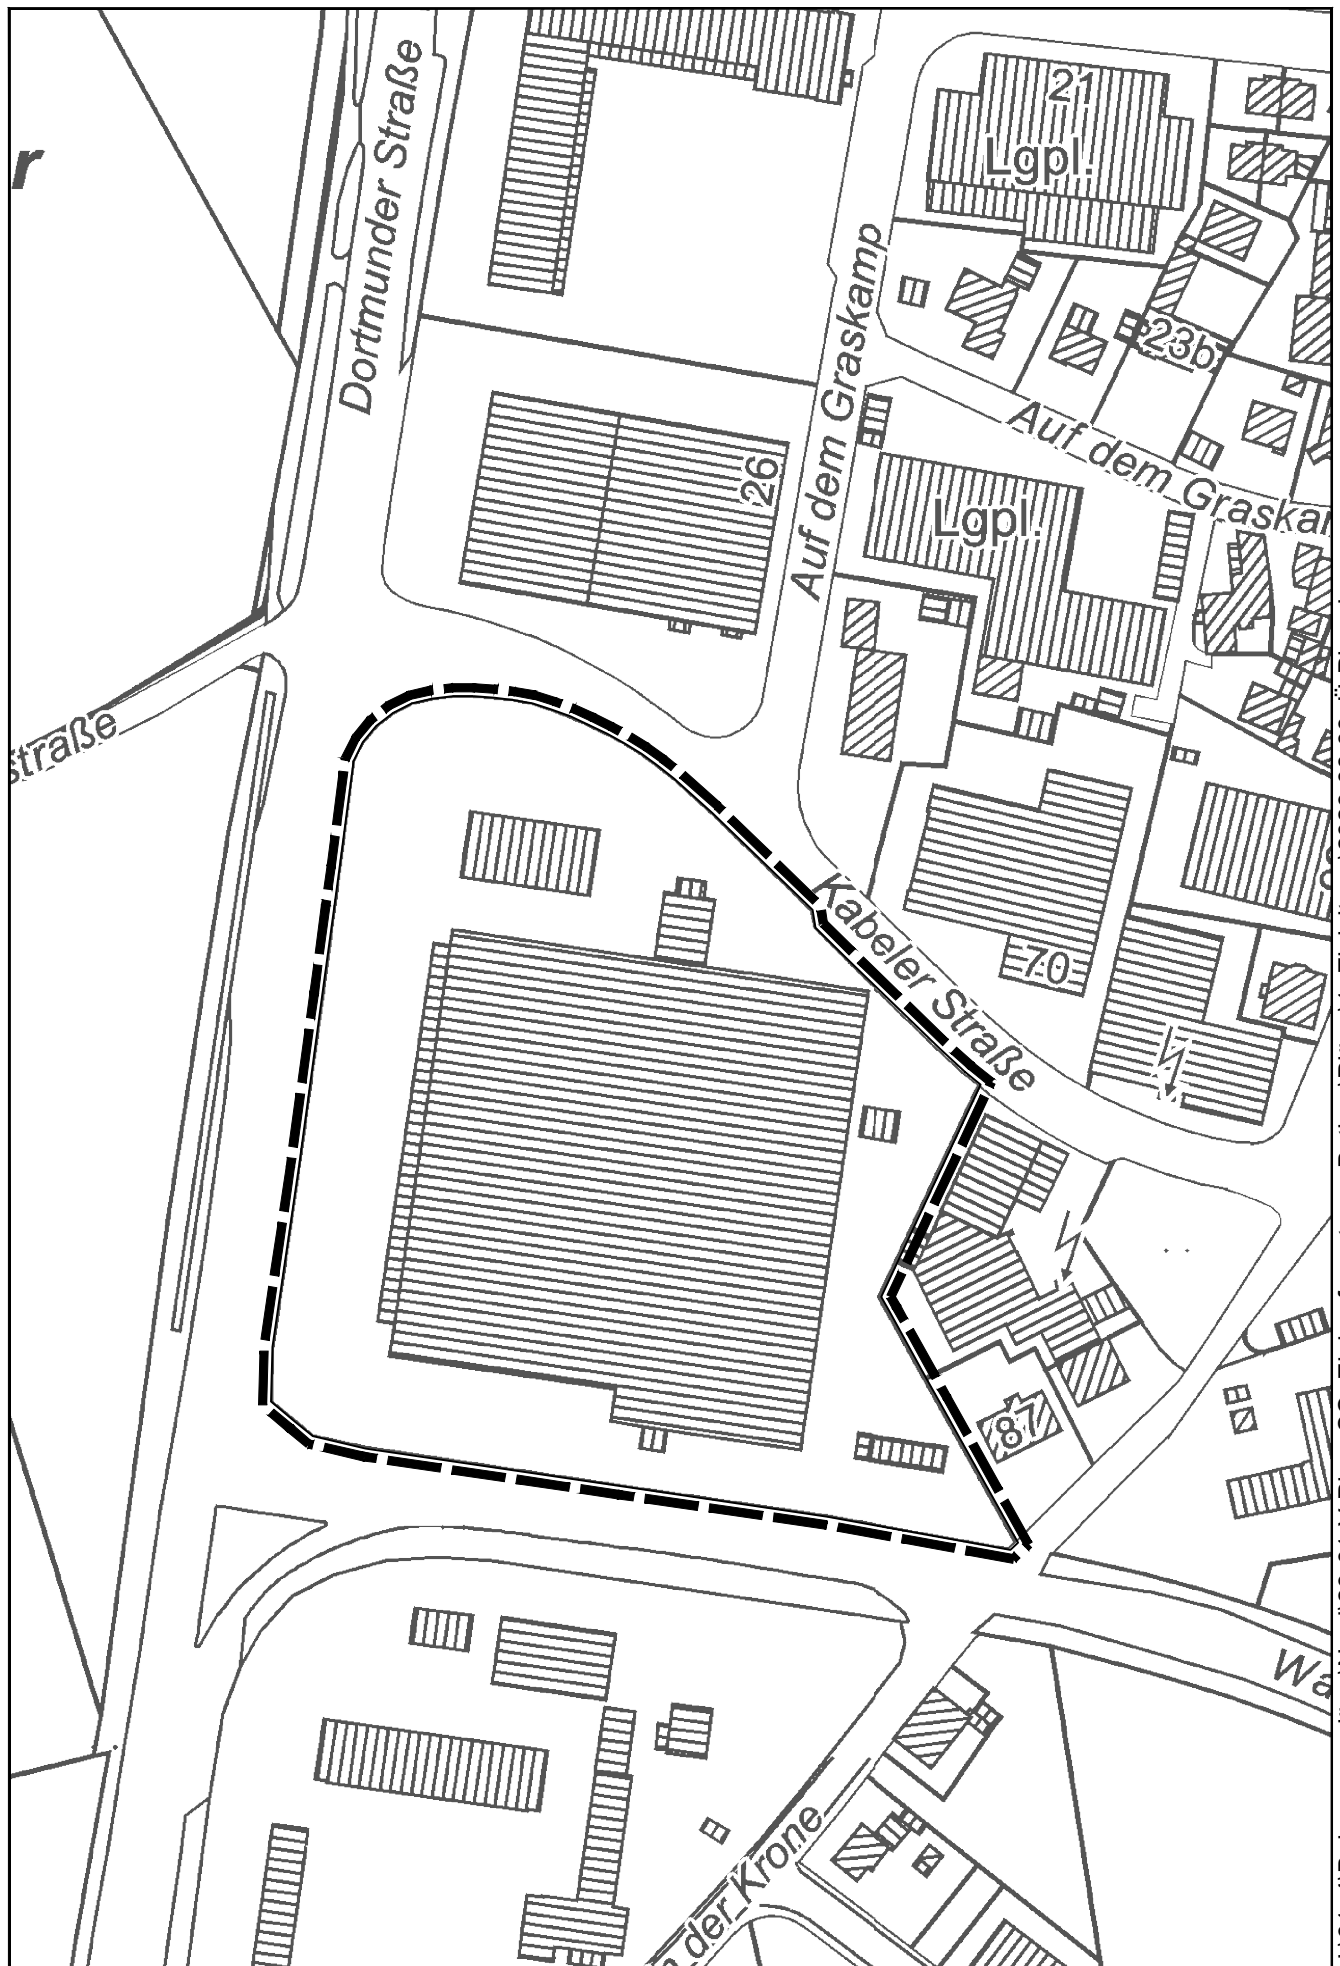 r
Dortmunder Straße
21
Lgpl.
Auf dem Graskamp
23b
Auf dem Graskam
26
Lgpl.
straße
Kabeler Straße
70
87
Wa
der Krone